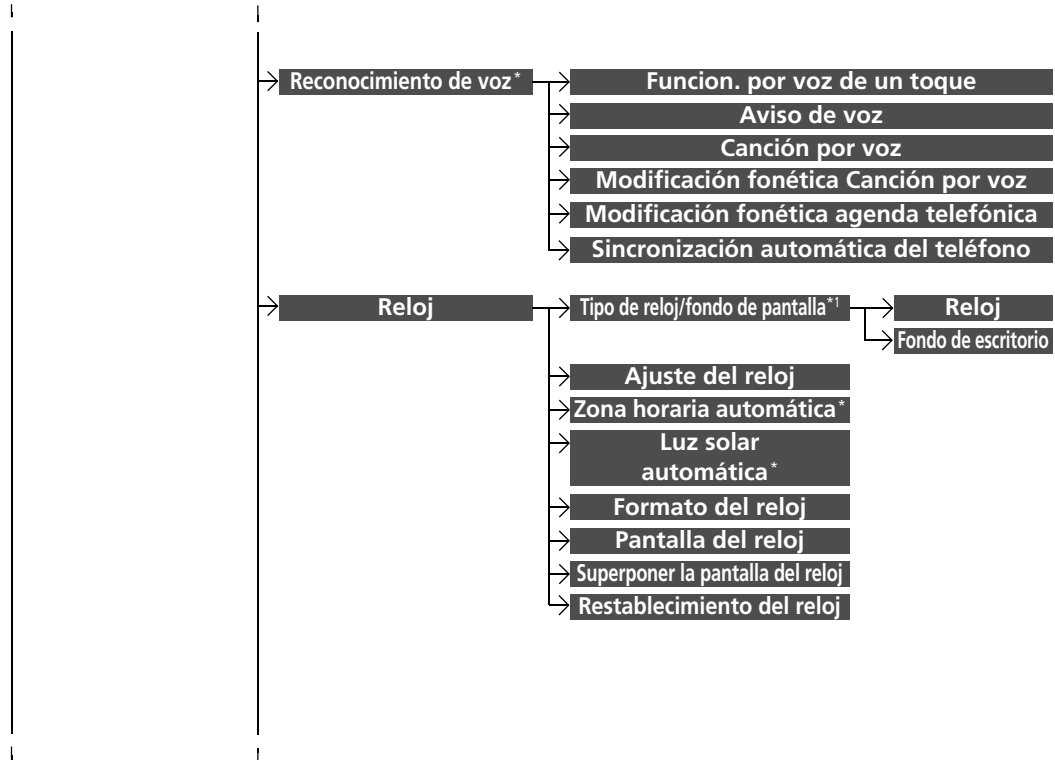 Reconocimiento de voz*
Funcion. por voz de un toque
Aviso de voz
Canción por voz
Modificación fonética Canción por voz
Modificación fonética agenda telefónica
Sincronización automática del teléfono
Reloj
Tipo de reloj/fondo de pantalla*1
Reloj
Fondo de escritorio
Ajuste del reloj
Zona horaria automática*
Luz solar
automática*
Formato del reloj
Pantalla del reloj
Superponer la pantalla del reloj
Restablecimiento del reloj